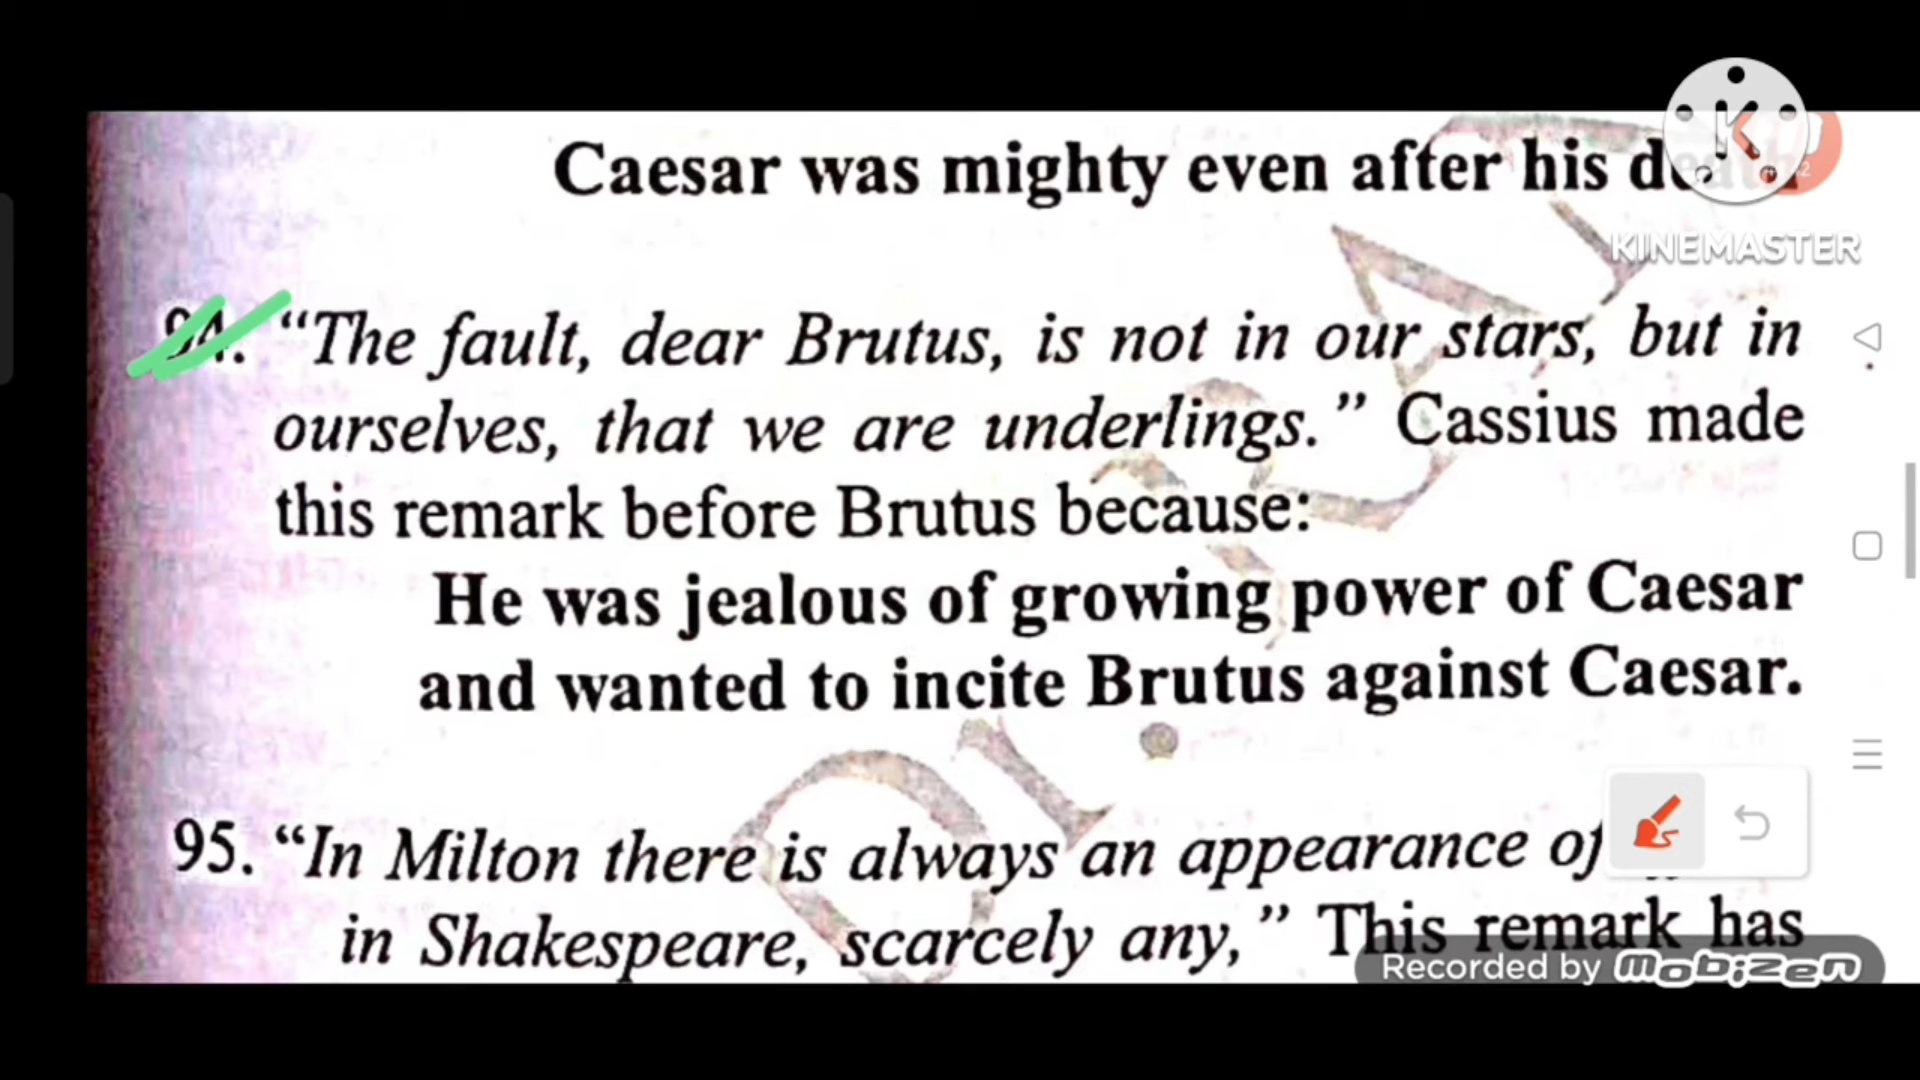 Caesar was mighty even after his death
KINEMASTER
94. “The fault, dear Brutus, is not in our stars, but in
ourselves, that we are underlings.” Cassius made
this remark before Brutus because:
He was jealous of growing power of Caesar
and wanted to incite Brutus against Caesar.
95. “In Milton there is always an appearance of
in Shakespeare, scarcely any,” This remark has
Recorded by mobizen